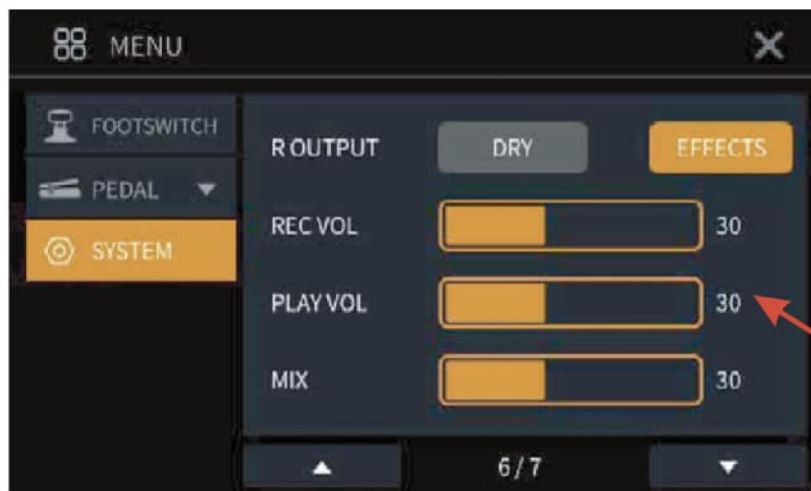 MENU
FOOTSWITCH
PEDAL
SYSTEM
R OUTPUT DRY EFFECTS
REC VOL 30
PLAY VOL 30
MIX 30
6/7